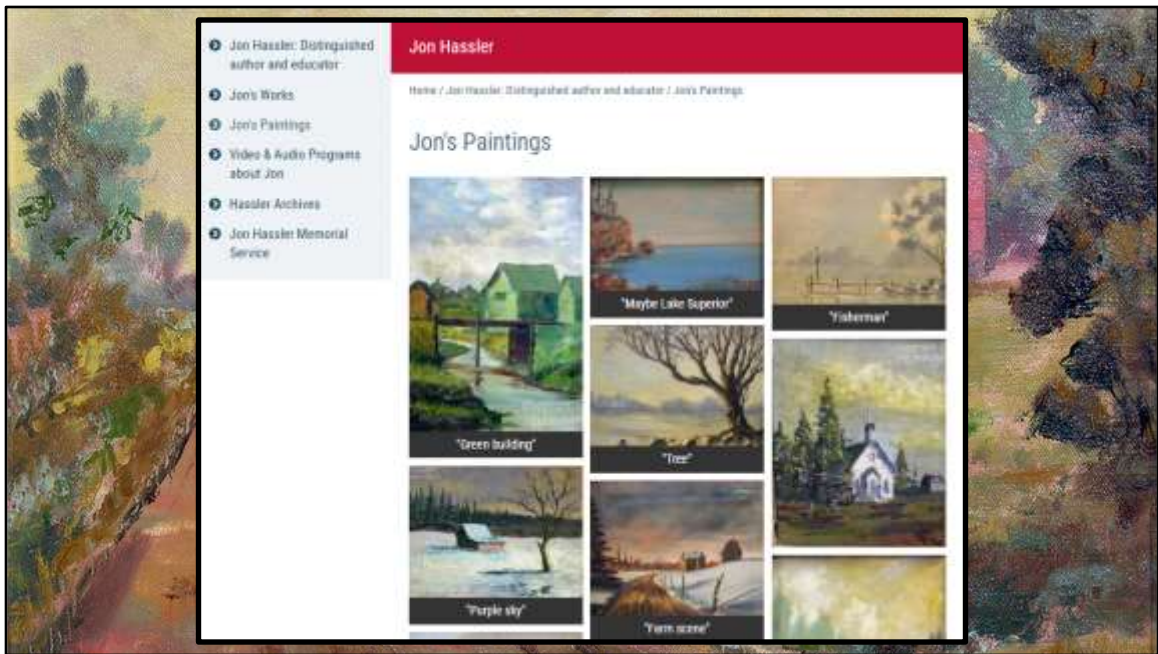 Jon Hassler: Distinguished
author and educator
Jon's Works
Jon's Paintings
Video & Audio Programs
about Jon
Hassler Archives
Jon Hassler Memorial
Service
Jon Hassler
Home / Jon Hassler: Distinguished author and educator / Jon's Paintings
Jon's Paintings
"Green building"
"Maybe Lake Superior"
"Fisherman"
"Tree"
"Purple sky"
"Farm scene"